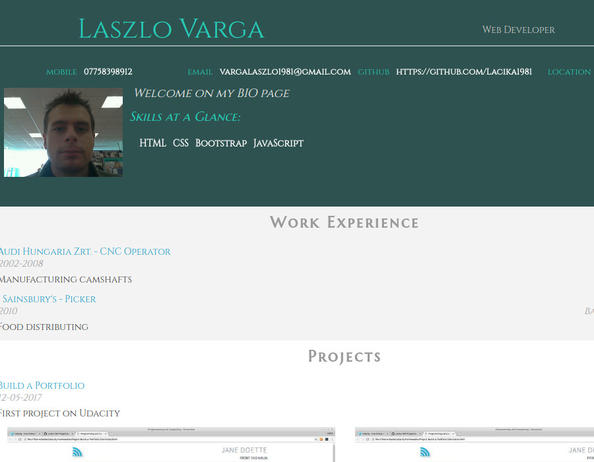 Laszlo Varga
Web Developer
mobile 07758398912 email vargalaszlo1981@gmail.com github https://github.com/Lacika1981 location
Welcome on my BIO page
Skills at a Glance:
HTML CSS Bootstrap JavaScript
Work Experience
Audi Hungaria Zrt. - CNC Operator
2002-2008
Manufacturing camshafts
Sainsbury's - Picker
2010
BA
Food distributing
Projects
Build a Portfolio
12-05-2017
First project on Udacity
JANE DOETTE
JANE DOETTE